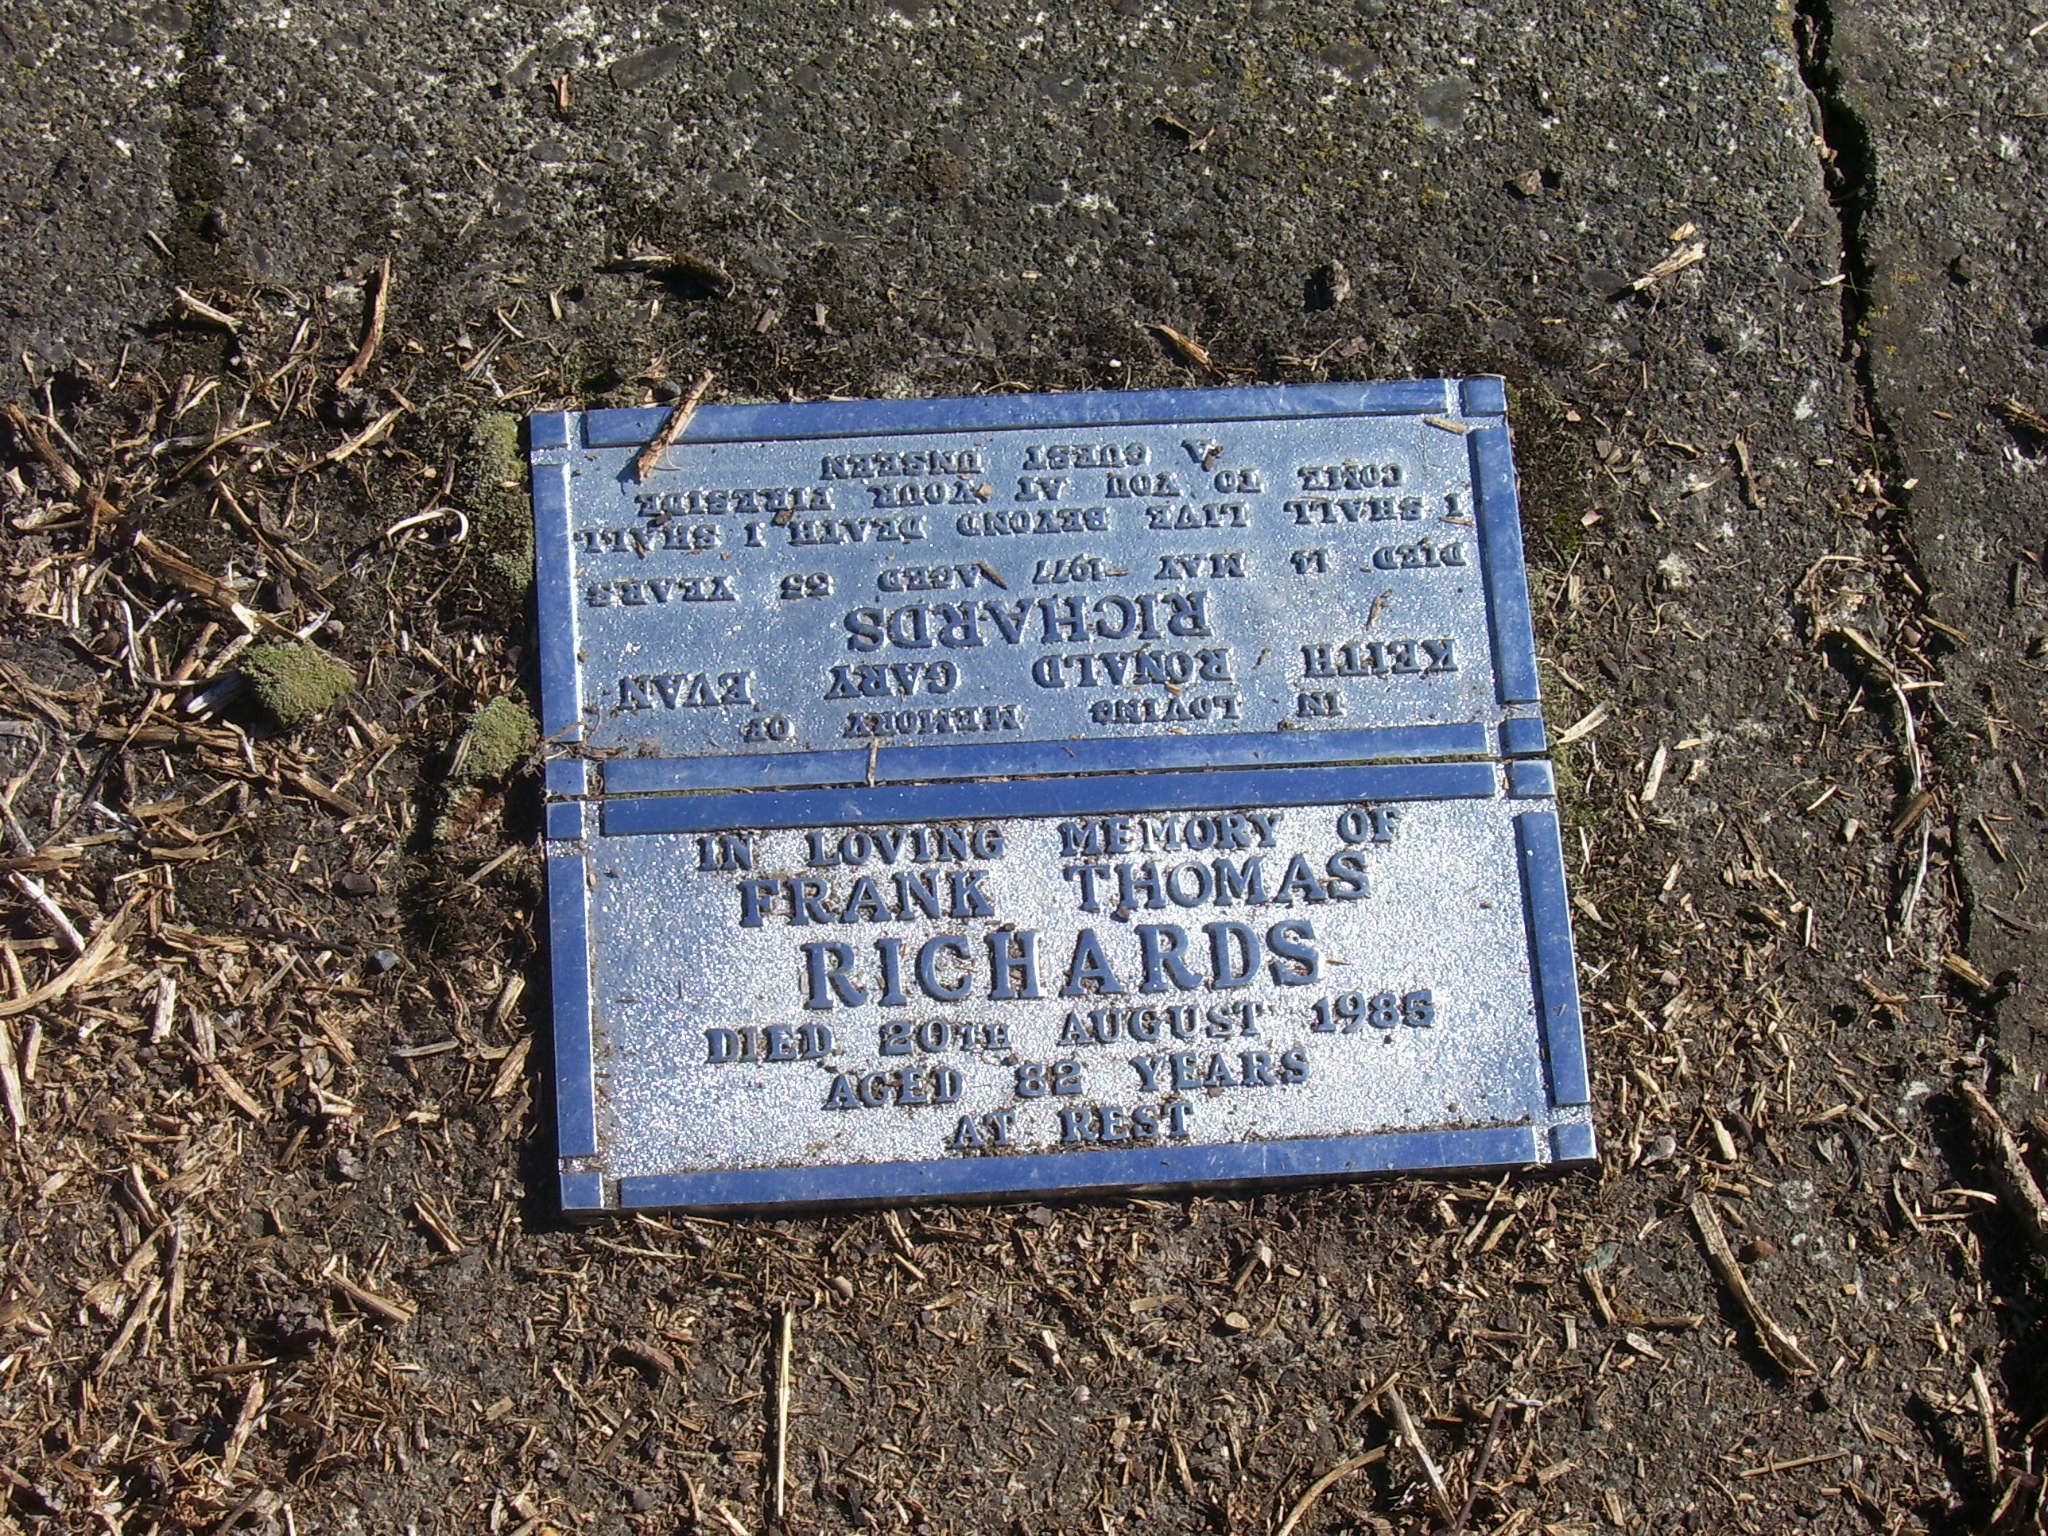 IN LOVING MEMORY OF
KEITH RONALD GARY EVAN
RICHARDS
DIED 14 MAY 1977 AGED YEARS
I SHALL LIVE BEYOND DEATH I SHALL
COME TO YOU AT YOUR FIRESIDE
A GUEST UNSEEN
IN LOVING MEMORY OF
FRANK THOMAS
RICHARDS
DIED 20TH AUGUST 1985
AGED 82 YEARS
AT REST